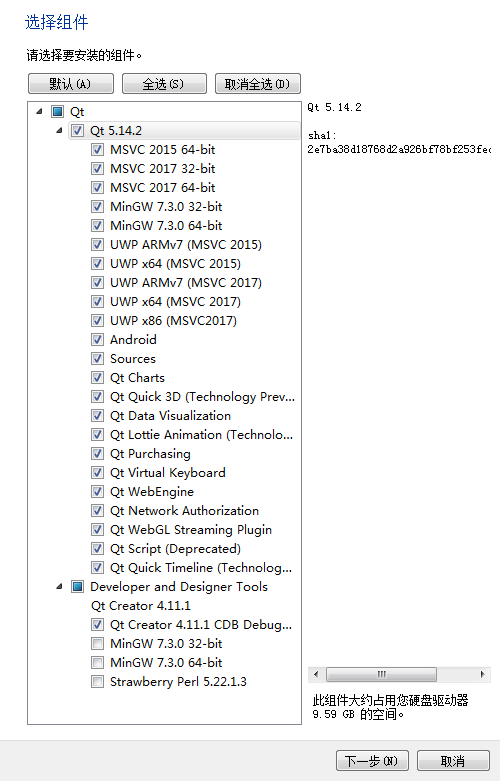 选择组件
请选择要安装的组件。
默认(A) 全选(S) 取消全选(D)
Qt
Qt 5.14.2
MSVC 2015 64-bit
MSVC 2017 32-bit
MSVC 2017 64-bit
MinGW 7.3.0 32-bit
MinGW 7.3.0 64-bit
UWP ARMv7 (MSVC 2015)
UWP x64 (MSVC 2015)
UWP ARMv7 (MSVC 2017)
UWP x64 (MSVC 2017)
UWP x86 (MSVC2017)
Android
Sources
Qt Charts
Qt Quick 3D (Technology Prev...
Qt Data Visualization
Qt Lottie Animation (Technolo...
Qt Purchasing
Qt Virtual Keyboard
Qt WebEngine
Qt Network Authorization
Qt WebGL Streaming Plugin
Qt Script (Deprecated)
Qt Quick Timeline (Technolog...
Developer and Designer Tools
Qt Creator 4.11.1
Qt Creator 4.11.1 CDB Debug...
MinGW 7.3.0 32-bit
MinGW 7.3.0 64-bit
Strawberry Perl 5.22.1.3
Qt 5.14.2
sha1:
2e7ba38d18768d2a926bf78bf253fec
此组件大约占用您硬盘驱动器
9.59 GB 的空间。
下一步(N) 取消